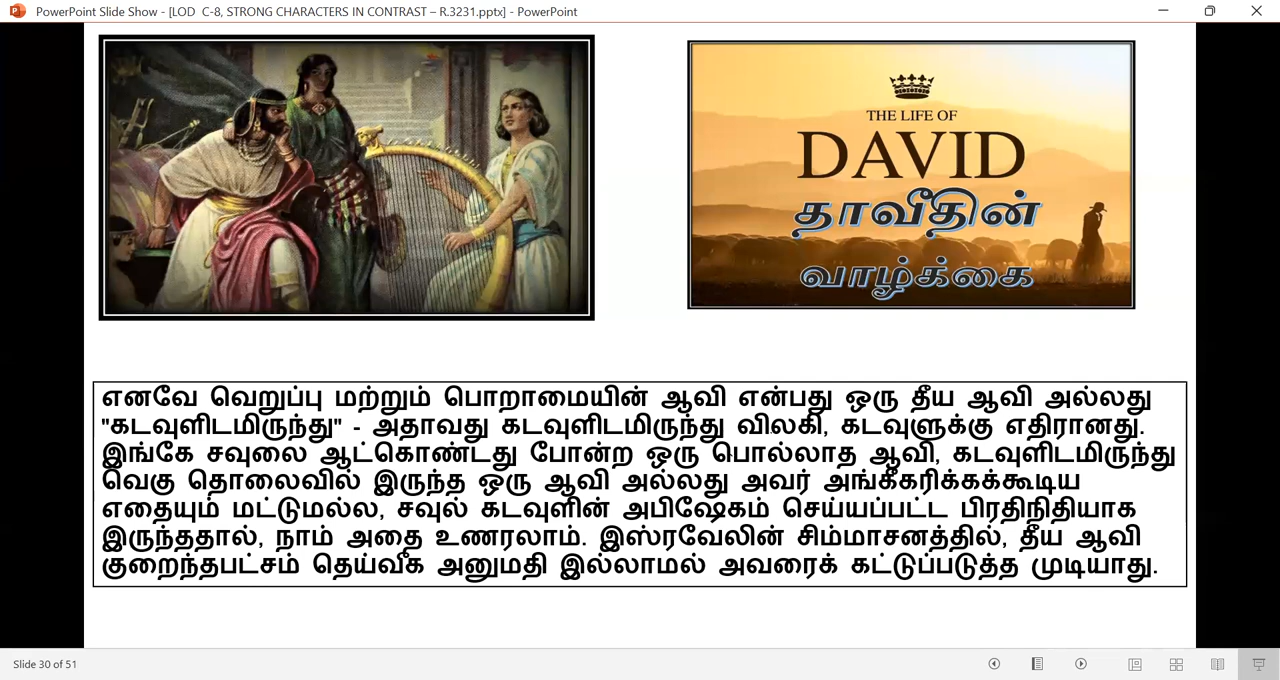 PowerPoint Slide Show - [LOD  C-8, STRONG CHARACTERS IN CONTRAST – R.3231.pptx] - PowerPoint
THE LIFE OF
DAVID
தாவீதின்
வாழ்க்கை
எனவே வெறுப்பு மற்றும் பொறாமையின் ஆவி என்பது ஒரு தீய ஆவி அல்லது
"கடவுளிடமிருந்து" - அதாவது கடவுளிடமிருந்து விலகி, கடவுளுக்கு எதிரானது.
இங்கே சவுலை ஆட்கொண்டது போன்ற ஒரு பொல்லாத ஆவி, கடவுளிடமிருந்து
வெகு தொலைவில் இருந்த ஒரு ஆவி அல்லது அவர் அங்கீகரிக்கக்கூடிய
எதையும் மட்டுமல்ல, சவுல் கடவுளின் அபிஷேகம் செய்யப்பட்ட பிரதிநிதியாக
இருந்ததால், நாம் அதை உணரலாம். இஸ்ரவேலின் சிம்மாசனத்தில், தீய ஆவி
குறைந்தபட்சம் தெய்வீக அனுமதி இல்லாமல் அவரைக் கட்டுப்படுத்த முடியாது.
Slide 30 of 51